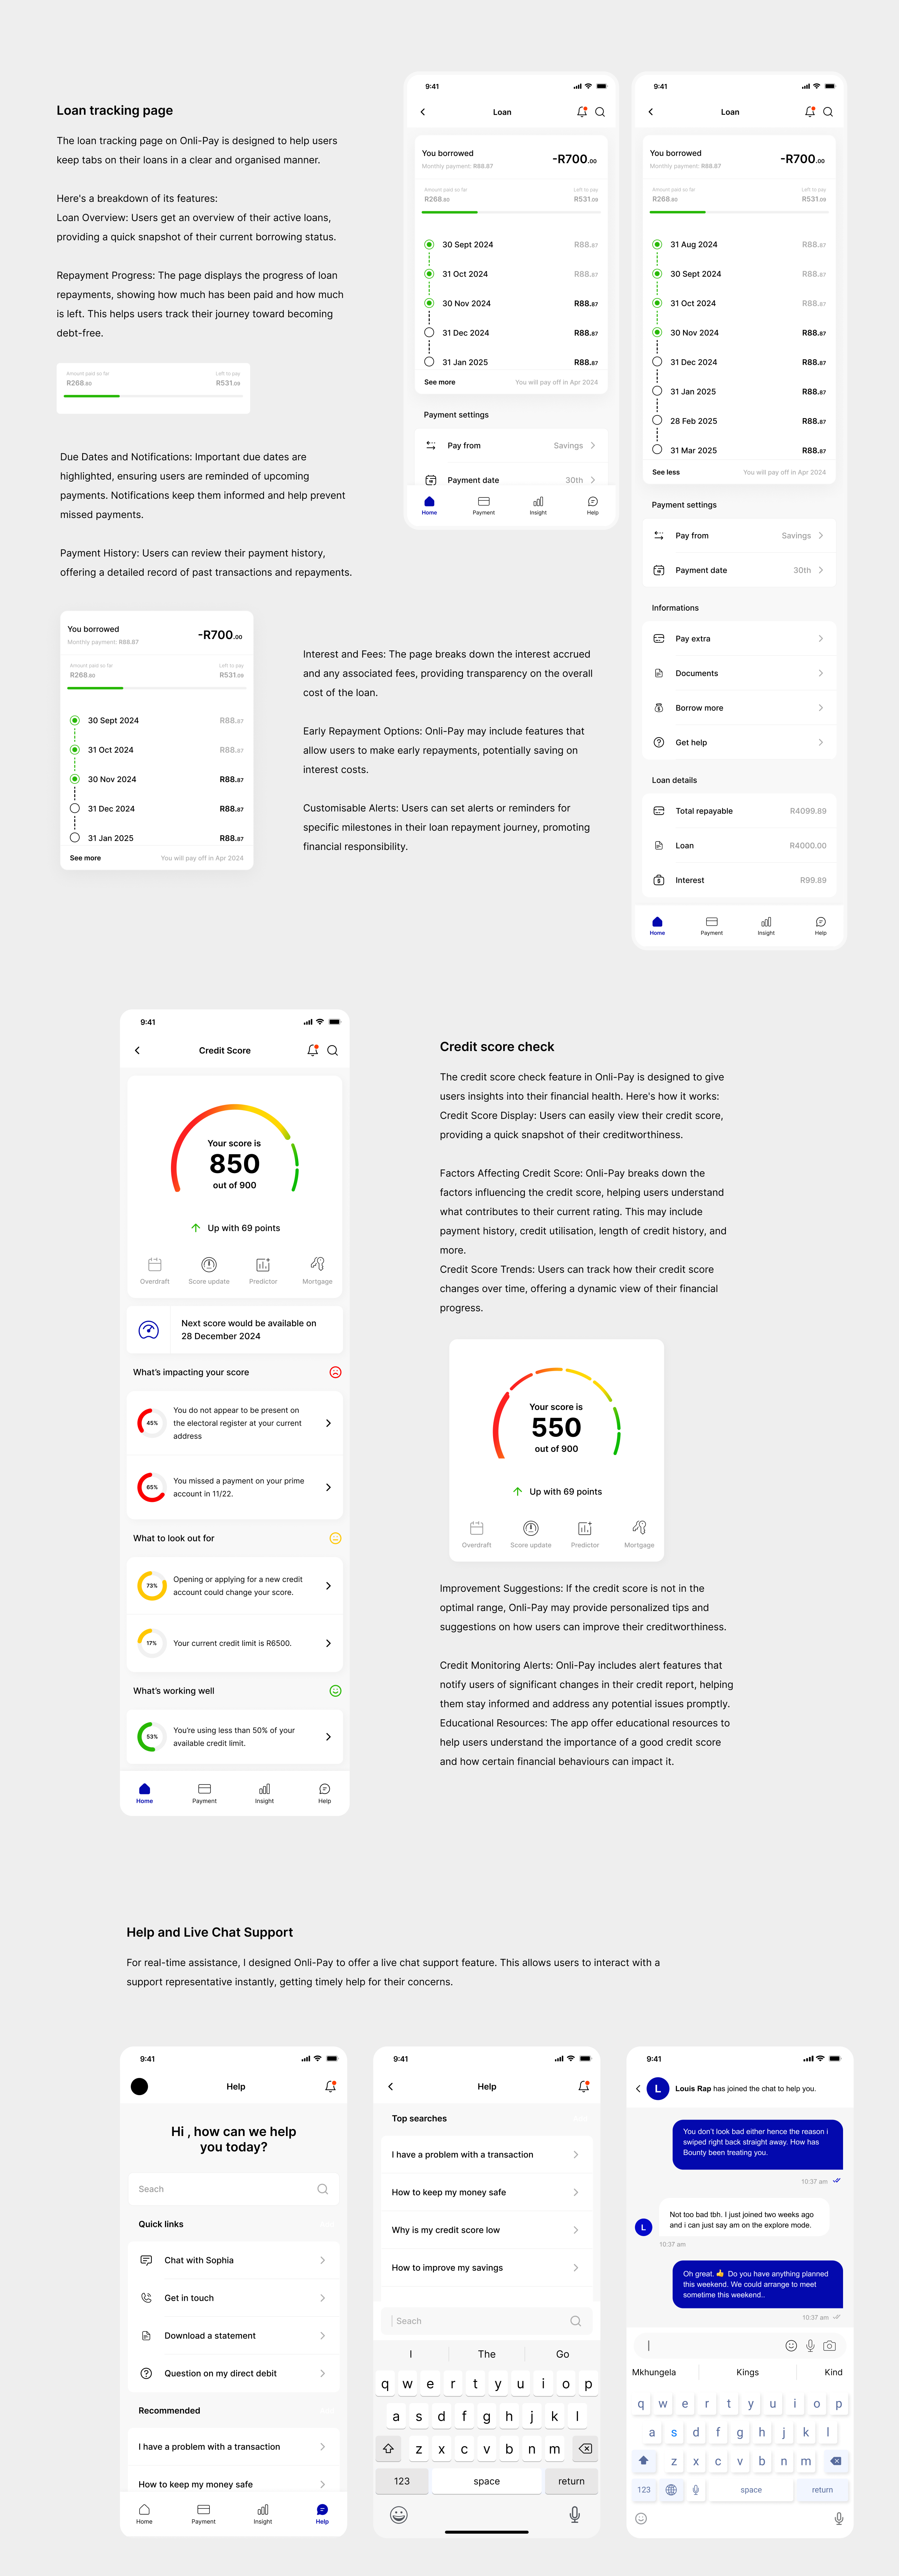 Loan tracking page
The loan tracking page on Onli-Pay is designed to help users
keep tabs on their loans in a clear and organised manner.
Here's a breakdown of its features:
Loan Overview: Users get an overview of their active loans,
providing a quick snapshot of their current borrowing status.
Repayment Progress: The page displays the progress of loan
repayments, showing how much has been paid and how much
is left. This helps users track their journey toward becoming
debt-free.
Amount paid so far Left to pay
R268.80 R531.09
Due Dates and Notifications: Important due dates are
highlighted, ensuring users are reminded of upcoming
payments. Notifications keep them informed and help prevent
missed payments.
Payment History: Users can review their payment history,
offering a detailed record of past transactions and repayments.
You borrowed -R700.00
Monthly payment: R88.87
Amount paid so far Left to pay
R268.80 R531.09
30 Sept 2024 R88.87
31 Oct 2024 R88.87
30 Nov 2024 R88.87
31 Dec 2024 R88.87
31 Jan 2025 R88.87
See more You will pay off in Apr 2024
Interest and Fees: The page breaks down the interest accrued
and any associated fees, providing transparency on the overall
cost of the loan.
Early Repayment Options: Onli-Pay may include features that
allow users to make early repayments, potentially saving on
interest costs.
Customisable Alerts: Users can set alerts or reminders for
specific milestones in their loan repayment journey, promoting
financial responsibility.
9:41
Loan
You borrowed -R700.00
Monthly payment: R88.87
Amount paid so far Left to pay
R268.80 R531.09
30 Sept 2024 R88.87
31 Oct 2024 R88.87
30 Nov 2024 R88.87
31 Dec 2024 R88.87
31 Jan 2025 R88.87
See more You will pay off in Apr 2024
Payment settings
Pay from Savings
Payment date 30th
Home Payment Insight Help
9:41
Loan
You borrowed -R700.00
Monthly payment: R88.87
Amount paid so far Left to pay
R268.80 R531.09
31 Aug 2024 R88.87
30 Sept 2024 R88.87
31 Oct 2024 R88.87
30 Nov 2024 R88.87
31 Dec 2024 R88.87
31 Jan 2025 R88.87
28 Feb 2025 R88.87
31 Mar 2025 R88.87
See less You will pay off in Apr 2024
Payment settings
Pay from Savings
Payment date 30th
Informations
Pay extra
Documents
Borrow more
Get help
Loan details
Total repayable R4099.89
Loan R4000.00
Interest R99.89
Home Payment Insight Help
9:41
Credit Score
Your score is
850
out of 900
Up with 69 points
Overdraft Score update Predictor Mortgage
Next score would be available on
28 December 2024
What's impacting your score
45%
You do not appear to be present on
the electoral register at your current
address
65%
You missed a payment on your prime
account in 11/22.
What to look out for
73%
Opening or applying for a new credit
account could change your score.
17%
Your current credit limit is R6500.
What's working well
53%
You're using less than 50% of your
available credit limit.
Home Payment Insight Help
Credit score check
The credit score check feature in Onli-Pay is designed to give
users insights into their financial health. Here's how it works:
Credit Score Display: Users can easily view their credit score,
providing a quick snapshot of their creditworthiness.
Factors Affecting Credit Score: Onli-Pay breaks down the
factors influencing the credit score, helping users understand
what contributes to their current rating. This may include
payment history, credit utilisation, length of credit history, and
more.
Credit Score Trends: Users can track how their credit score
changes over time, offering a dynamic view of their financial
progress.
Your score is
550
out of 900
Up with 69 points
Overdraft Score update Predictor Mortgage
Improvement Suggestions: If the credit score is not in the
optimal range, Onli-Pay may provide personalized tips and
suggestions on how users can improve their creditworthiness.
Credit Monitoring Alerts: Onli-Pay includes alert features that
notify users of significant changes in their credit report, helping
them stay informed and address any potential issues promptly.
Educational Resources: The app offer educational resources to
help users understand the importance of a good credit score
and how certain financial behaviours can impact it.
Help and Live Chat Support
For real-time assistance, I designed Onli-Pay to offer a live chat support feature. This allows users to interact with a
support representative instantly, getting timely help for their concerns.
9:41
Help
Hi , how can we help
you today?
Seach
Quick links
Chat with Sophia
Get in touch
Download a statement
Question on my direct debit
Recommended
I have a problem with a transaction
How to keep my money safe
Home Payment Insight Help
9:41
Help
Top searches
I have a problem with a transaction
How to keep my money safe
Why is my credit score low
How to improve my savings
Seach
I The Go
q w e r t y u i o p
a s d f g h j k l
z x c v b n m
123 space return
9:41
L Louis Rap has joined the chat to help you.
You don't look bad either hence the reason i
swiped right back straight away. How has
Bounty been treating you.
10:37 am
Not too bad tbh. I just joined two weeks ago
and i can just say am on the explore mode.
L
10:37 am
Oh great. 👍 Do you have anything planned
this weekend. We could arrange to meet
sometime this weekend..
10:37 am
Mkhungela Kings Kind
q w e r t y u i o p
a s d f g h j k l
z x c v b n m
123 space return